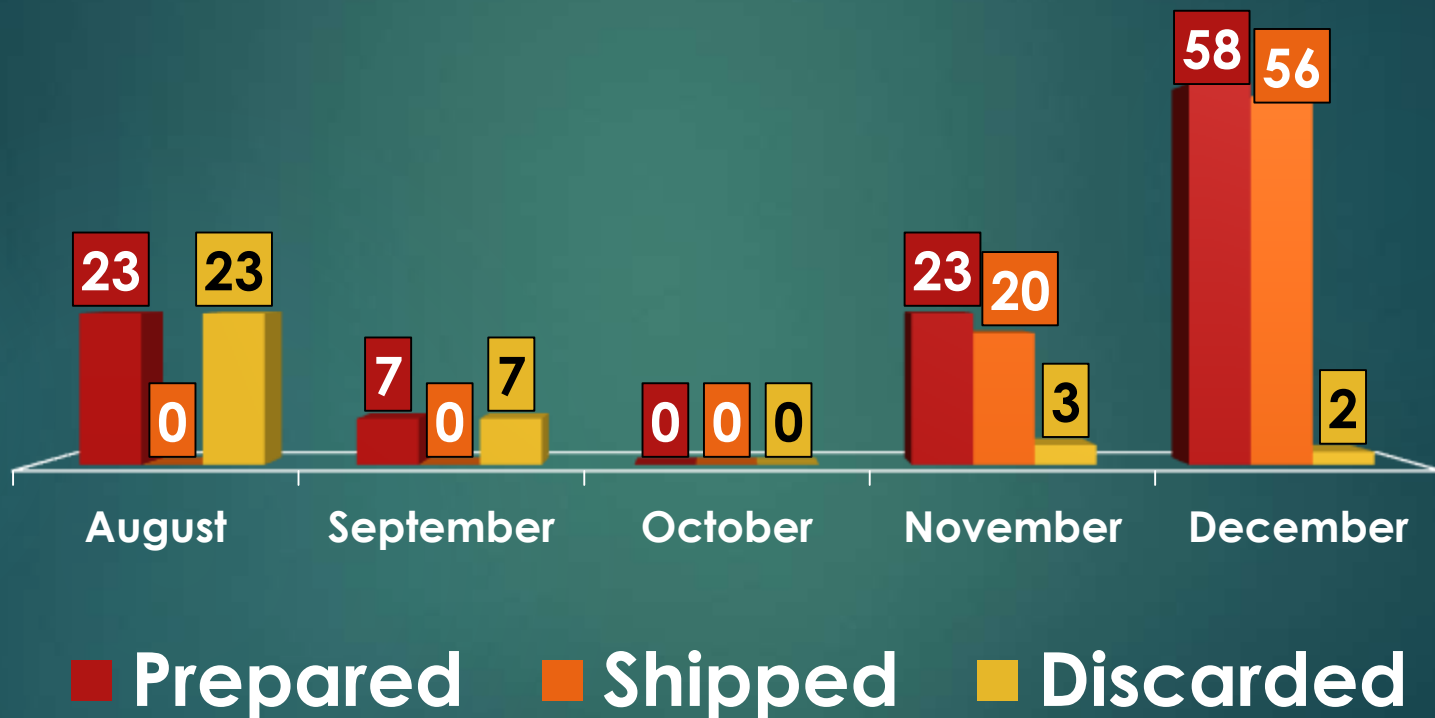 58
56
23
23
23
20
7
7
0
0
0
0
0
3
2
August
September
October
November
December
Prepared
Shipped
Discarded